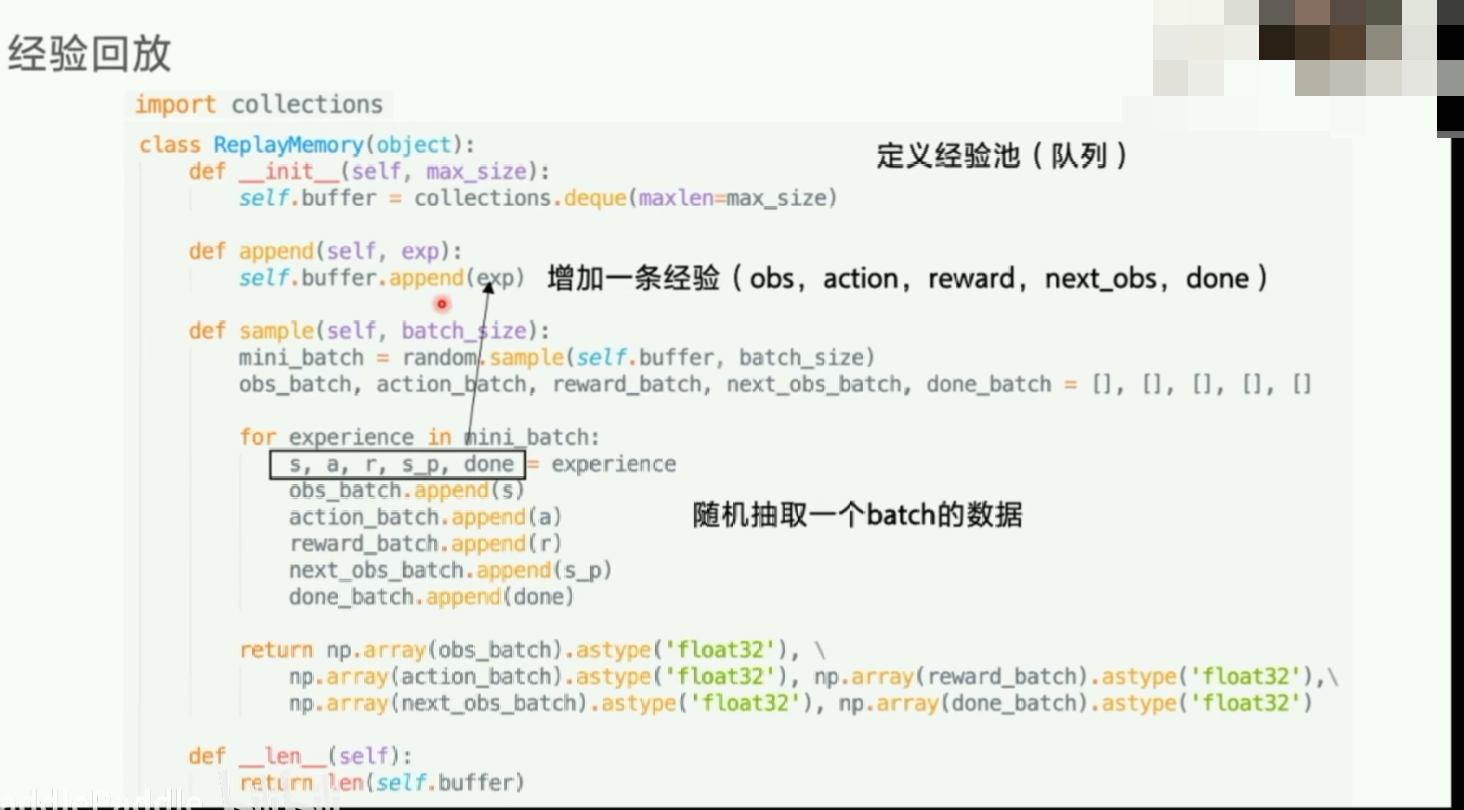 经验回放
import collections
class ReplayMemory(object):
定义经验池（队列）
def __init__(self, max_size):
self.buffer = collections.deque(maxlen=max_size)
def append(self, exp):
self.buffer.append(exp) 增加一条经验（obs，action，reward，next_obs，done）
def sample(self, batch_size):
mini_batch = random.sample(self.buffer, batch_size)
obs_batch, action_batch, reward_batch, next_obs_batch, done_batch = [], [], [], [], []
for experience in mini_batch:
s, a, r, s_p, done = experience
obs_batch.append(s)
action_batch.append(a) 随机抽取一个batch的数据
reward_batch.append(r)
next_obs_batch.append(s_p)
done_batch.append(done)
return np.array(obs_batch).astype('float32'), \
np.array(action_batch).astype('float32'), np.array(reward_batch).astype('float32'),\
np.array(next_obs_batch).astype('float32'), np.array(done_batch).astype('float32')
def __len__(self):
return len(self.buffer)